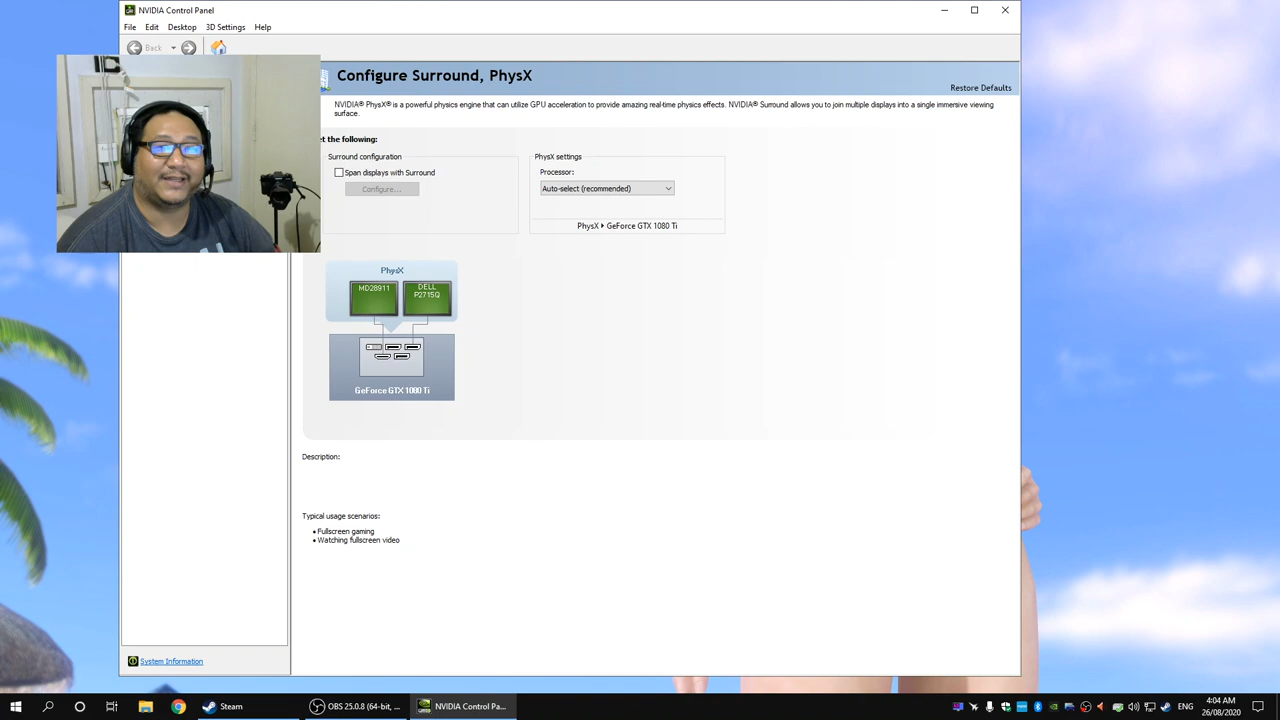 NVIDIA Control Panel
File Edit Desktop 3D Settings Help
Back
Configure Surround, PhysX
Restore Defaults
NVIDIA® PhysX® is a powerful physics engine that can utilize GPU acceleration to provide amazing real-time physics effects. NVIDIA® Surround allows you to join multiple displays into a single immersive viewing
surface.
et the following:
Surround configuration
Span displays with Surround
Configure...
PhysX settings
Processor:
Auto-select (recommended)
PhysX GeForce GTX 1080 Ti
PhysX
MD28911
DELL
P2715Q
GeForce GTX 1080 Ti
Description:
Typical usage scenarios:
• Fullscreen gaming
• Watching fullscreen video
System Information
Steam
OBS 25.0.8 (64-bit, ...
NVIDIA Control Pa...
ENG
4:04 AM
26/08/2020